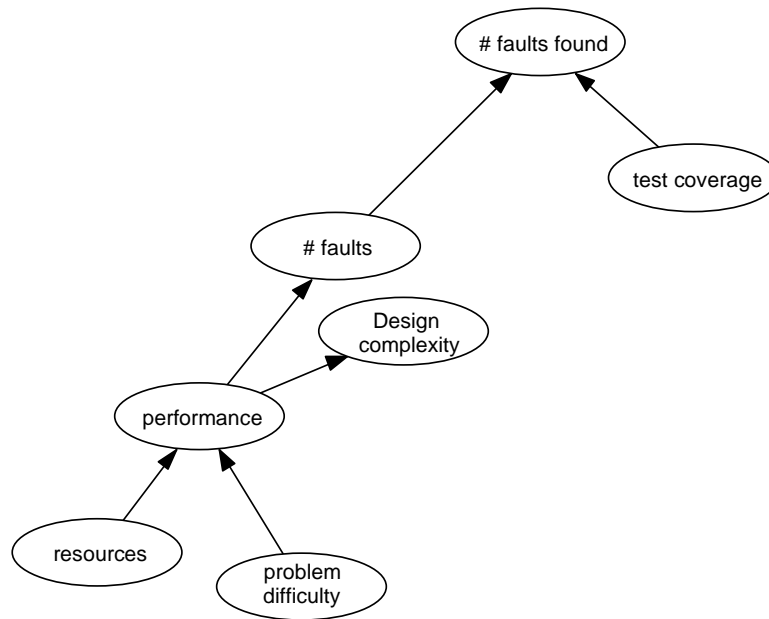 # faults found
test coverage
# faults
Design
complexity
performance
resources
problem
difficulty